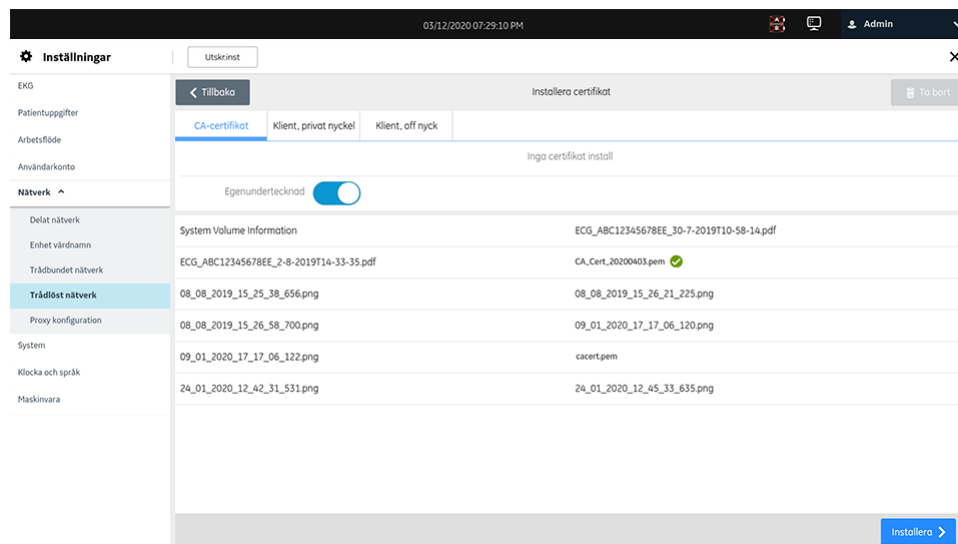 03/12/2020 07:29:10 PM
Admin
Inställningar
Utskr.inst
EKG
Patientuppgifter
Arbetsflöde
Användarkonto
Nätverk
Delat nätverk
Enhet värdnamn
Trådbundet nätverk
Trådlöst nätverk
Proxy konfiguration
System
Klocka och språk
Maskinvara
Tillbaka
Installera certifikat
Ta bort
CA-certifikat
Klient, privat nyckel
Klient, off nyck
Inga certifikat install
Egenundertecknad
System Volume Information
ECG_ABC12345678EE_30-7-2019T10-58-14.pdf
ECG_ABC12345678EE_2-8-2019T14-33-35.pdf
CA_Cert_20200403.pem
08_08_2019_15_25_38_656.png
08_08_2019_15_26_21_225.png
08_08_2019_15_26_58_700.png
09_01_2020_17_17_06_120.png
09_01_2020_17_17_06_122.png
cacert.pem
24_01_2020_12_42_31_531.png
24_01_2020_12_45_33_635.png
Installera